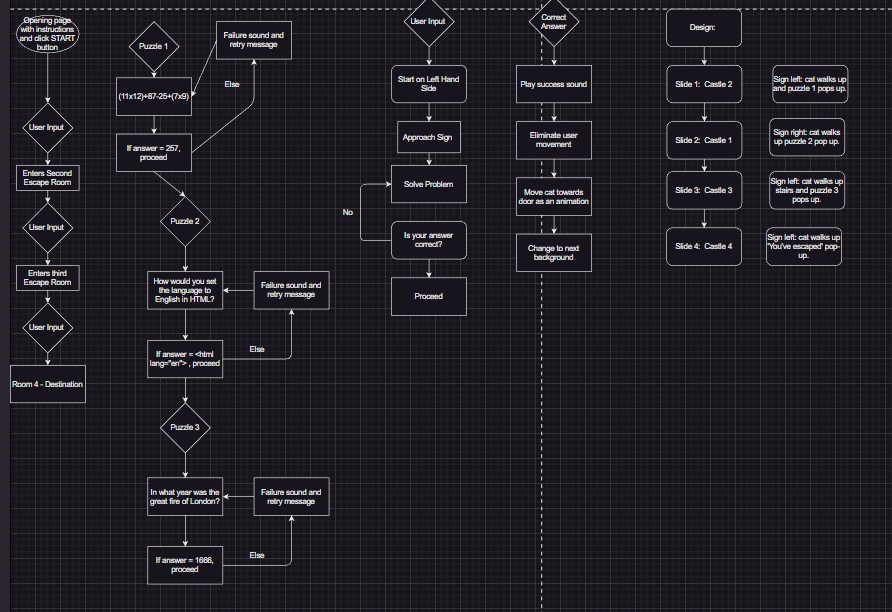 Opening page
with instructions
and click START
button
User Input
Enters Second
Escape Room
User Input
Enters third
Escape Room
User Input
Room 4 - Destination
Puzzle 1
Failure sound and
retry message
Else
(11x12)+87-25+(7x9)
If answer = 257,
proceed
Puzzle 2
How would you set
the language to
English in HTML?
Failure sound and
retry message
Else
If answer = <html
lang="en"> , proceed
Puzzle 3
In what year was the
great fire of London?
Failure sound and
retry message
Else
If answer = 1666,
proceed
User Input
Start on Left Hand
Side
Approach Sign
Solve Problem
No
Is your answer
correct?
Proceed
Correct
Answer
Play success sound
Eliminate user
movement
Move cat towards
door as an animation
Change to next
background
Design:
Slide 1: Castle 2
Sign left: cat walks up
and puzzle 1 pops up.
Slide 2: Castle 1
Sign right: cat walks
up puzzle 2 pop up.
Slide 3: Castle 3
Sign left: cat walks up
stairs and puzzle 3
pops up.
Slide 4: Castle 4
Sign left: cat walks up
"You've escaped' pop-
up.